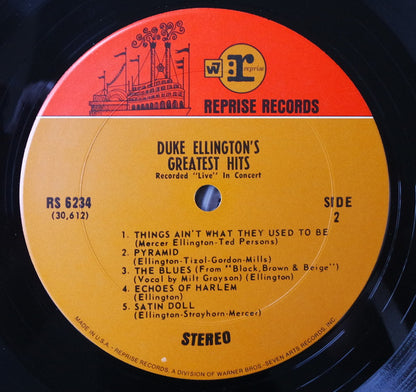 W
r
reprise
REPRISE RECORDS
DUKE ELLINGTON'S
GREATEST HITS
Recorded "Live" In Concert
RS 6234
(30,612)
SIDE
2
1. THINGS AIN'T WHAT THEY USED TO BE
(Mercer Ellington-Ted Persons)
2. PYRAMID
(Ellington-Tizol-Gordon-Mills)
3. THE BLUES (From "Black, Brown & Beige")
(Vocal by Milt Grayson) (Ellington)
4. ECHOES OF HARLEM
(Ellington)
5. SATIN DOLL
(Ellington-Strayhorn-Mercer)
STEREO
MADE IN U.S.A. - REPRISE RECORDS, A DIVISION OF WARNER BROS.-SEVEN ARTS RECORDS, INC.